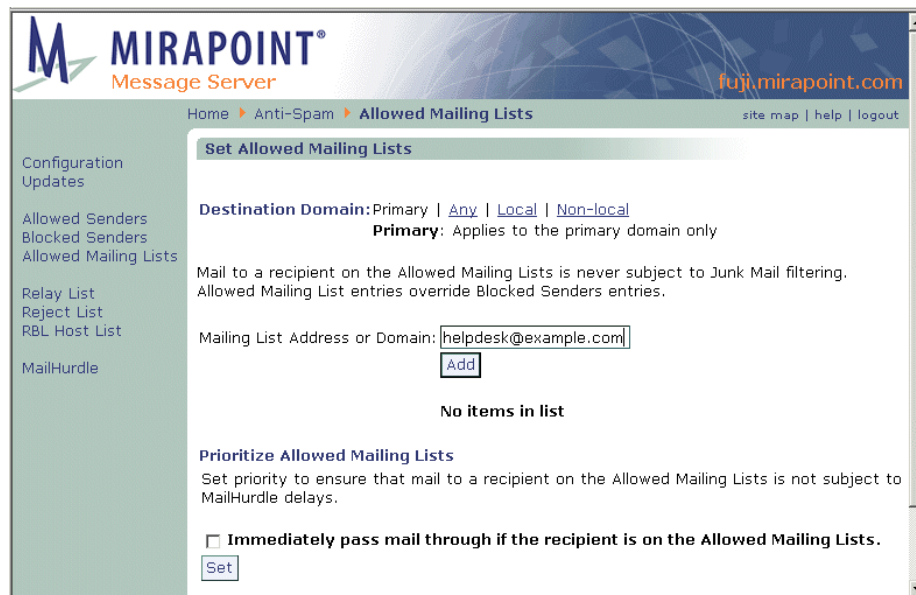 MIRAPOINT®
Message Server
fuji.mirapoint.com
Home Anti-Spam Allowed Mailing Lists
site map | help | logout
Configuration
Updates
Allowed Senders
Blocked Senders
Allowed Mailing Lists
Relay List
Reject List
RBL Host List
MailHurdle
Set Allowed Mailing Lists
Destination Domain: Primary | Any | Local | Non-local
Primary: Applies to the primary domain only
Mail to a recipient on the Allowed Mailing Lists is never subject to Junk Mail filtering.
Allowed Mailing List entries override Blocked Senders entries.
Mailing List Address or Domain: helpdesk@example.com
Add
No items in list
Prioritize Allowed Mailing Lists
Set priority to ensure that mail to a recipient on the Allowed Mailing Lists is not subject to
MailHurdle delays.
Immediately pass mail through if the recipient is on the Allowed Mailing Lists.
Set